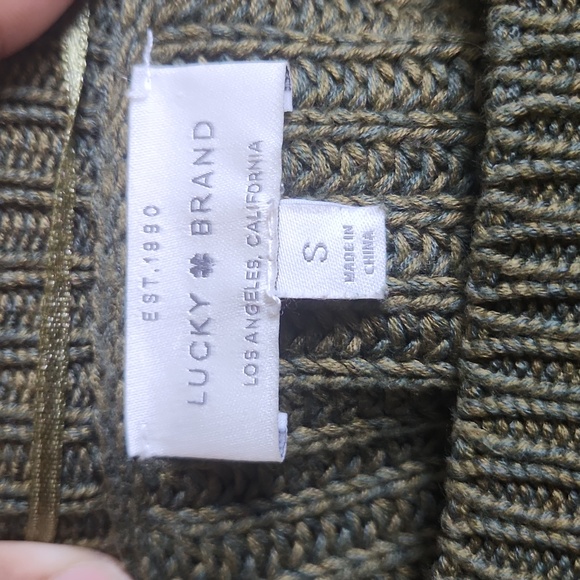 EST.1990
LUCKY BRAND
LOS ANGELES, CALIFORNIA
S
MADE IN
CHINA